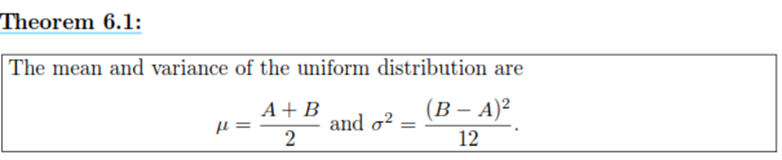 Theorem 6.1:
The mean and variance of the uniform distribution are
μ = (A + B)/2 and σ² = (B − A)²/12.